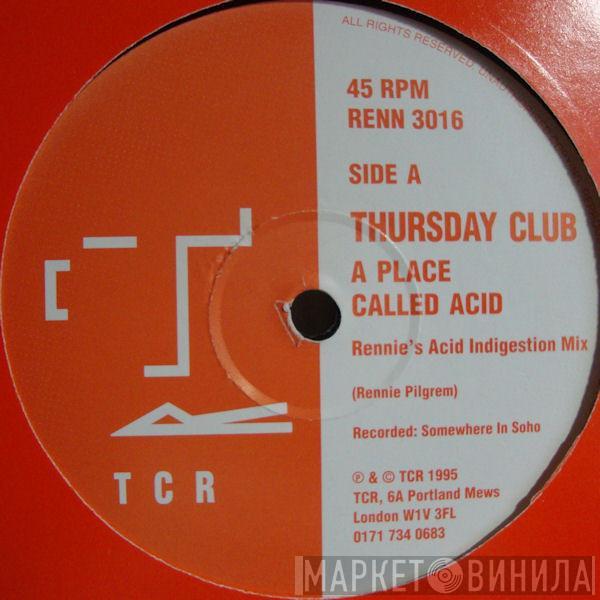 ALL RIGHTS RESERVED.
45 RPM
RENN 3016
SIDE A
THURSDAY CLUB
A PLACE
CALLED ACID
Rennie's Acid Indigestion Mix
(Rennie Pilgrem)
Recorded: Somewhere In Soho
TCR
℗ & © TCR 1995
TCR, 6A Portland Mews
London W1V 3FL
0171 734 0683
МАРКЕТ ВИНИЛА